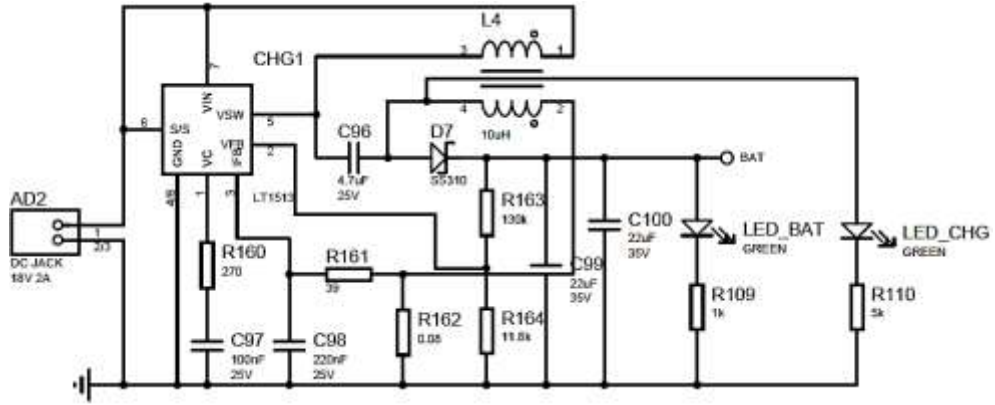 L4
3
1
CHG1
7
VIN
6
S/S
VSW
5
VFB
2
GND
VC
IFB
4/8
1
3
LT1513
C96
4.7uF
25V
4
2
10uH
D7
SS310
BAT
AD2
1
2/3
DC JACK
18V 2A
R160
270
R161
39
R163
130k
C100
22uF
35V
LED_BAT
GREEN
LED_CHG
GREEN
C99
22uF
35V
R162
0.08
R164
11.8k
R109
1k
R110
5k
C97
100nF
25V
C98
220nF
25V